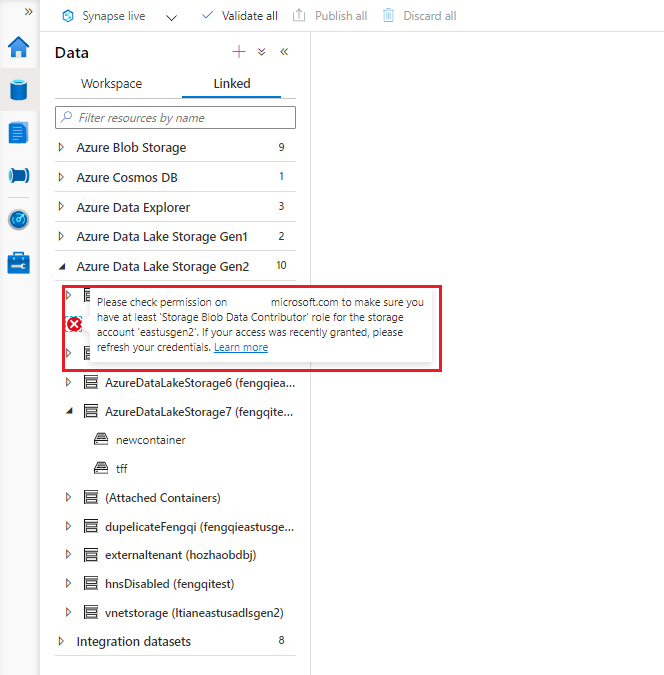 »
Synapse live
Validate all
Publish all
Discard all
Data
Workspace
Linked
Filter resources by name
Azure Blob Storage 9
Azure Cosmos DB 1
Azure Data Explorer 3
Azure Data Lake Storage Gen1 2
Azure Data Lake Storage Gen2 10
Please check permission on microsoft.com to make sure you
have at least 'Storage Blob Data Contributor' role for the storage
account 'eastusgen2'. If your access was recently granted, please
refresh your credentials. Learn more
AzureDataLakeStorage6 (fengqiea...
AzureDataLakeStorage7 (fengqite...
newcontainer
tff
(Attached Containers)
dupelicateFengqi (fengqieastusge...
externaltenant (hozhaobdbj)
hnsDisabled (fengqitest)
vnetstorage (ltianeastusadlsgen2)
Integration datasets 8